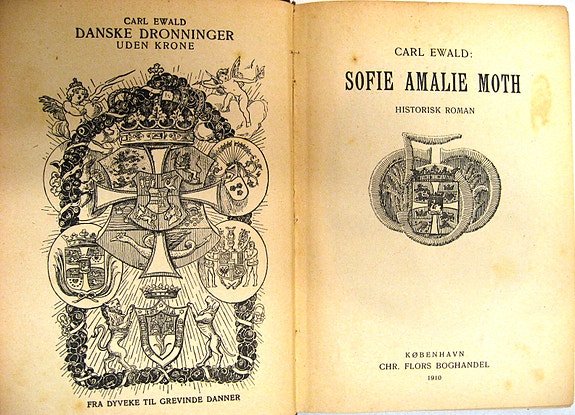 CARL EWALD
DANSKE DRONNINGER
UDEN KRONE
FRA DYVEKE TIL GREVINDE DANNER
CARL EWALD:
SOFIE AMALIE MOTH
HISTORISK ROMAN
KØBENHAVN
CHR. FLORS BOGHANDEL
1910